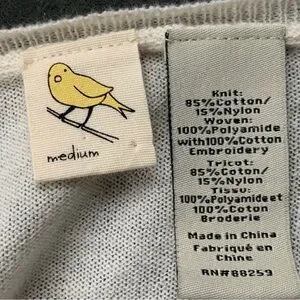 medium
Knit:
85%Cotton/
15%Nylon
Woven:
100%Polyamide
with100%Cotton
Embroidery
Tricot:
85%Coton/
15%Nylon
Tissu:
100%Polyamideet
100%Coton
Broderie
Made in China
Fabriqué en
Chine
RN#88259